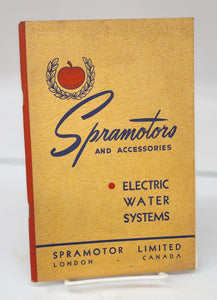 Spramotors
AND ACCESSORIES
ELECTRIC
WATER
SYSTEMS
SPRAMOTOR LIMITED
LONDON CANADA